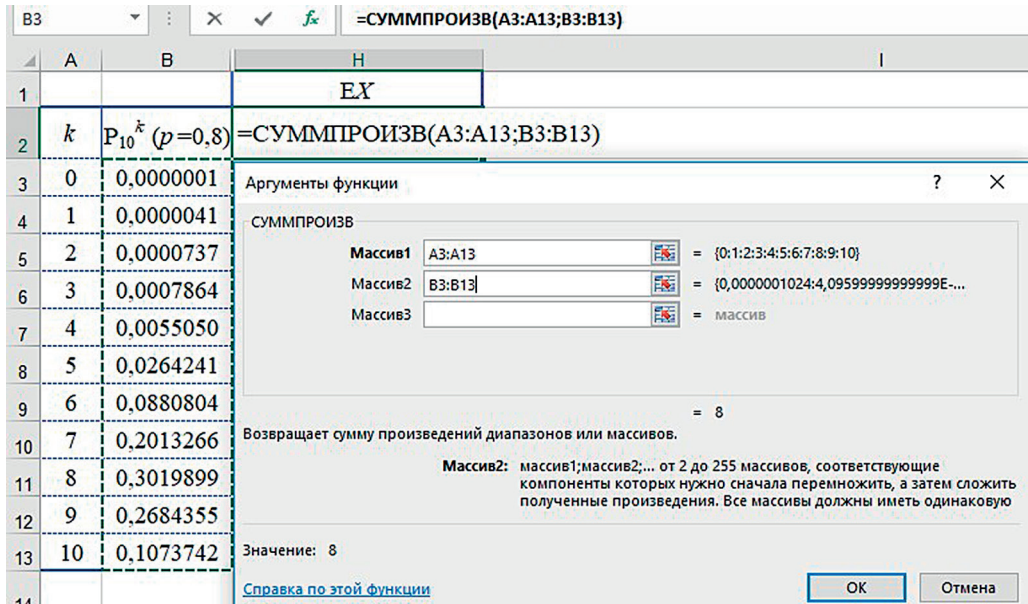 B3 =СУММПРОИЗВ(A3:A13;B3:B13)
A B H I
1 EX
2 k P₁₀ᵏ (p=0,8) =СУММПРОИЗВ(A3:A13;B3:B13)
3 0 0,0000001
4 1 0,0000041
5 2 0,0000737
6 3 0,0007864
7 4 0,0055050
8 5 0,0264241
9 6 0,0880804
10 7 0,2013266
11 8 0,3019899
12 9 0,2684355
13 10 0,1073742
14
Аргументы функции ? ×
СУММПРОИЗВ
Массив1 A3:A13 = {0:1:2:3:4:5:6:7:8:9:10}
Массив2 B3:B13 = {0,0000001024:4,09599999999999E-...
Массив3 = массив
= 8
Возвращает сумму произведений диапазонов или массивов.
Массив2: массив1;массив2;... от 2 до 255 массивов, соответствующие
компоненты которых нужно сначала перемножить, а затем сложить
полученные произведения. Все массивы должны иметь одинаковую
Значение: 8
Справка по этой функции OK Отмена